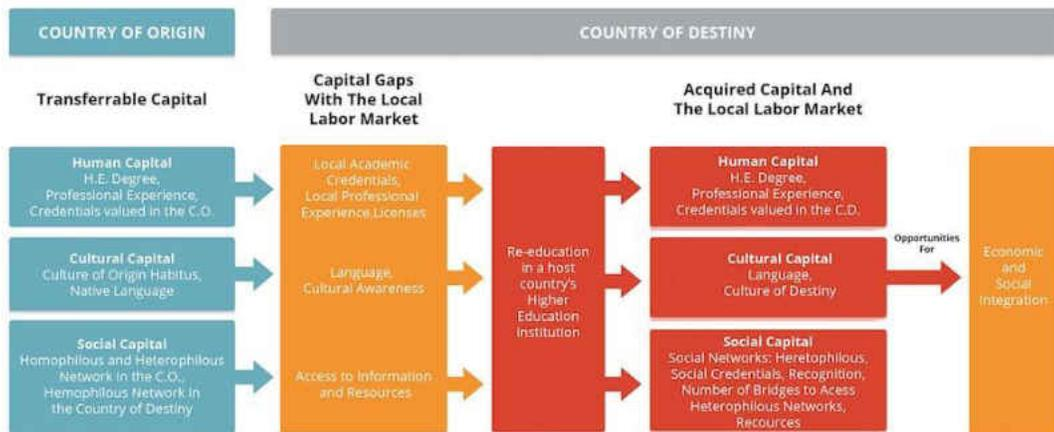 COUNTRY OF ORIGIN
COUNTRY OF DESTINY
Transferrable Capital
Capital Gaps
With The Local
Labor Market
Acquired Capital And
The Local Labor Market
Human Capital
H.E. Degree,
Professional Experience,
Credentials valued in the C.O.
Local Academic
Credentials,
Local Professional
Experience,Licenses
Human Capital
H.E. Degree,
Professional Experience,
Credentials valued in the C.D.
Cultural Capital
Culture of Origin Habitus,
Native Language
Language,
Cultural Awareness
Re-education
in a host
country's
Higher
Education
Institution
Cultural Capital
Language,
Culture of Destiny
Opportunities
For
Economic
and
Social
Integration
Social Capital
Homophilous and Heterophilous
Network in the C.O.,
Hemophilous Network in
the Country of Destiny
Access to Information
and Resources
Social Capital
Social Networks: Heretophilous,
Social Credentials, Recognition,
Number of Bridges to Acess
Heterophilous Networks,
Recources